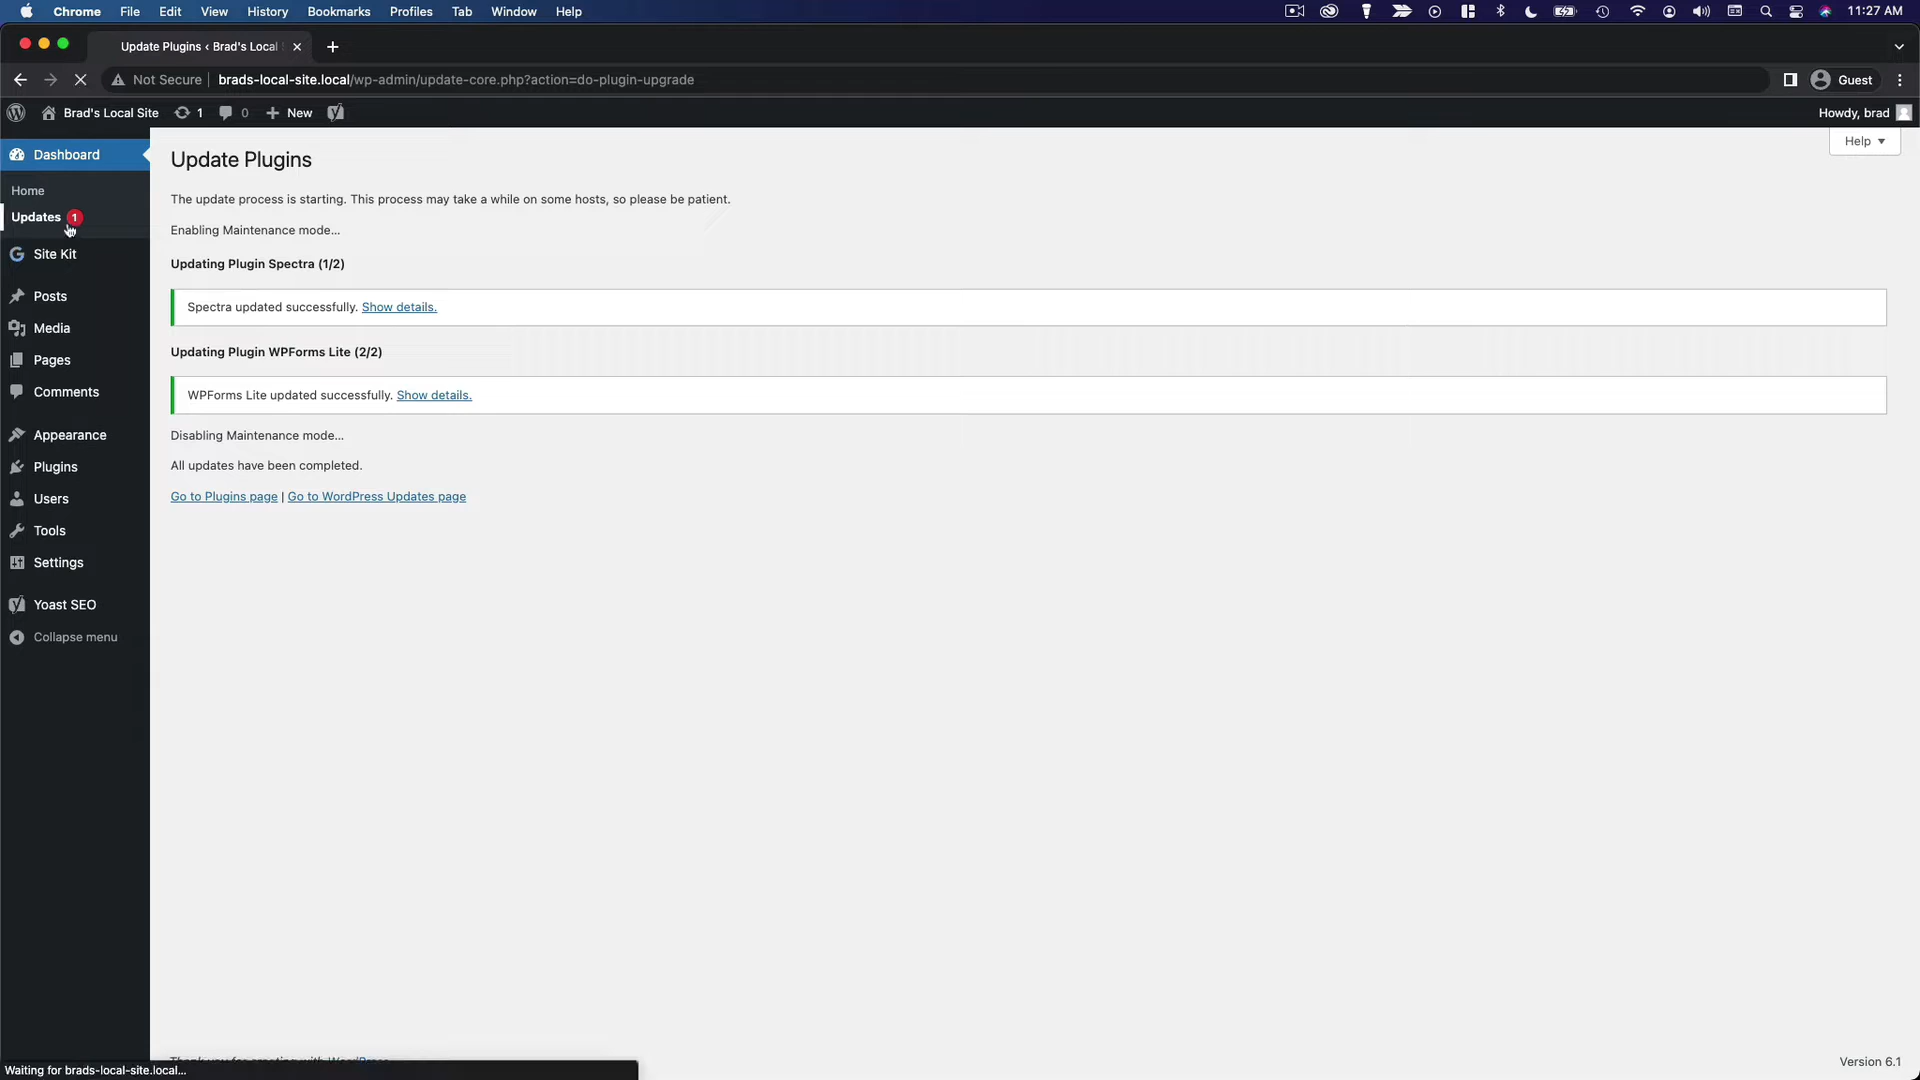 Chrome File Edit View History Bookmarks Profiles Tab Window Help 11:27 AM
Update Plugins ‹ Brad's Local
Not Secure brads-local-site.local/wp-admin/update-core.php?action=do-plugin-upgrade Guest
Brad's Local Site 1 0 New Howdy, brad
Help
Dashboard
Home
Updates 1
Site Kit
Posts
Media
Pages
Comments
Appearance
Plugins
Users
Tools
Settings
Yoast SEO
Collapse menu
Update Plugins
The update process is starting. This process may take a while on some hosts, so please be patient.
Enabling Maintenance mode…
Updating Plugin Spectra (1/2)
Spectra updated successfully. Show details.
Updating Plugin WPForms Lite (2/2)
WPForms Lite updated successfully. Show details.
Disabling Maintenance mode…
All updates have been completed.
Go to Plugins page | Go to WordPress Updates page
Thank you for creating with WordPress
Version 6.1
Waiting for brads-local-site.local...